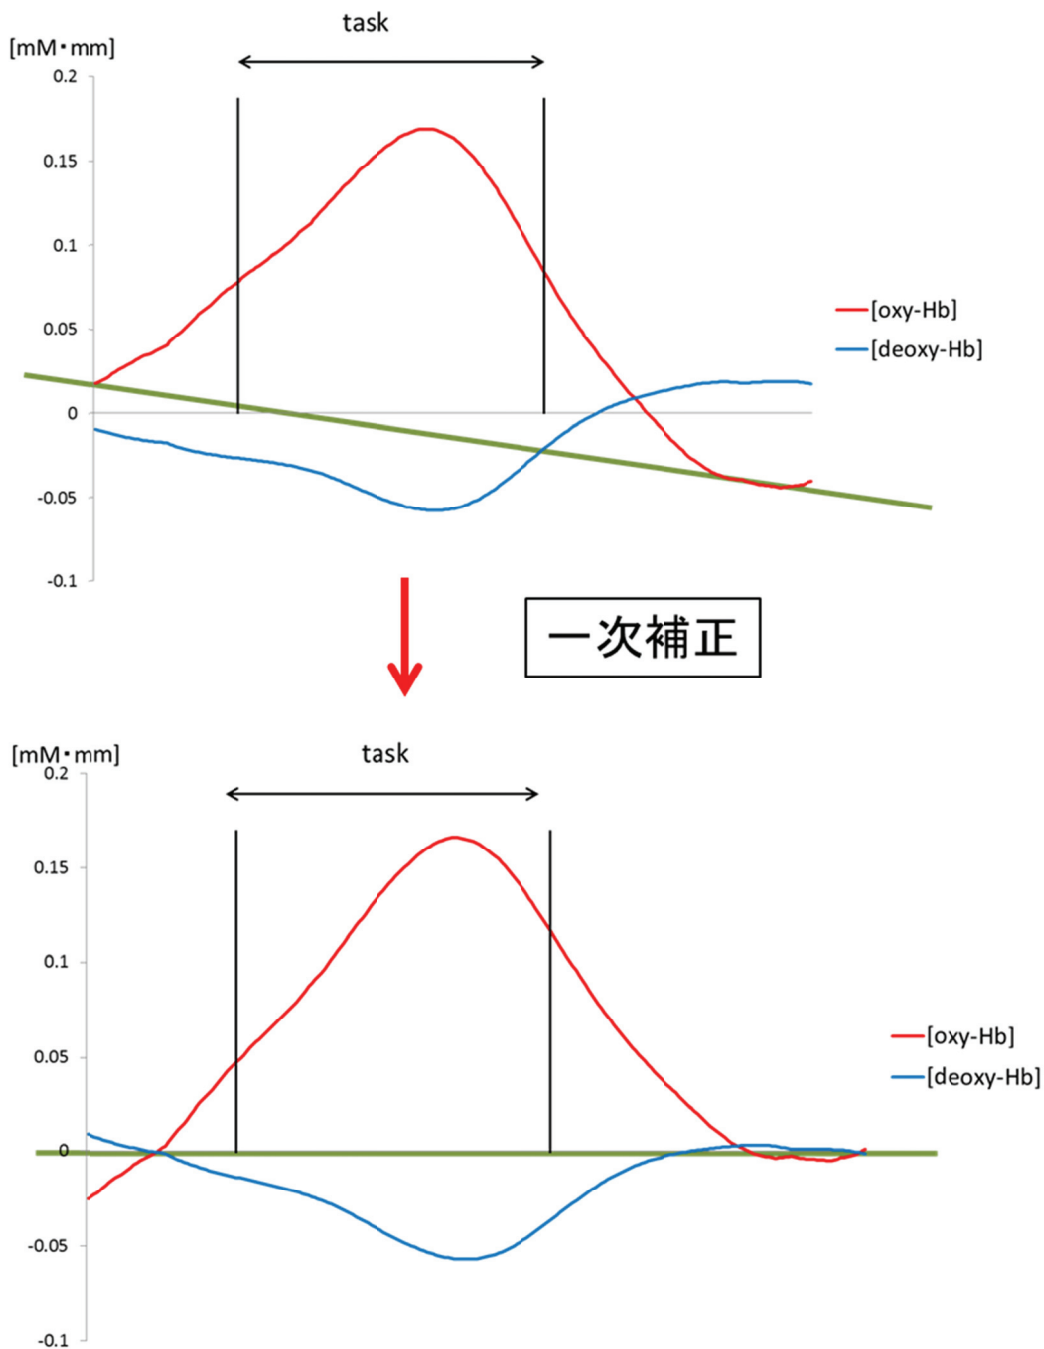 task
[mM・mm]
0.2
0.15
0.1
0.05
0
-0.05
-0.1
[oxy-Hb]
[deoxy-Hb]
一次補正
task
[mM・mm]
0.2
0.15
0.1
0.05
0
-0.05
-0.1
[oxy-Hb]
[deoxy-Hb]